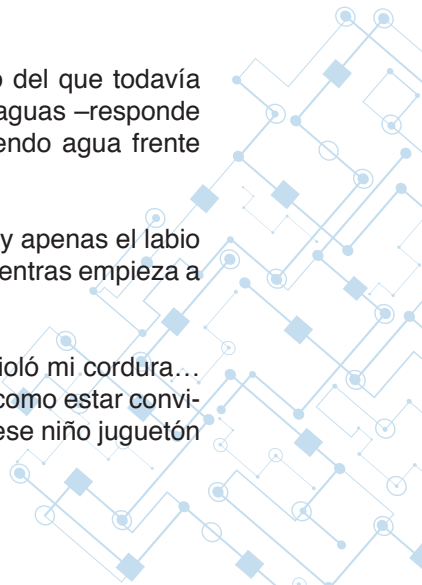 del que todavía
aguas –responde
endo agua frente
y apenas el labio
entras empieza a
ioló mi cordura…
como estar convi-
ese niño juguetón